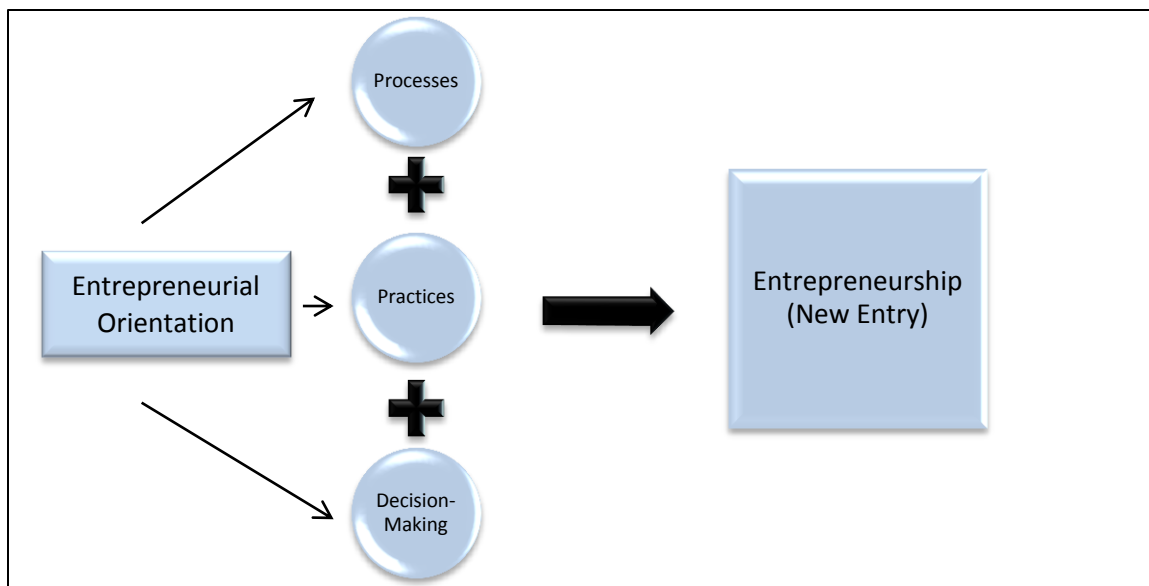 Processes
Entrepreneurial
Orientation
Practices
Decision-
Making
Entrepreneurship
(New Entry)